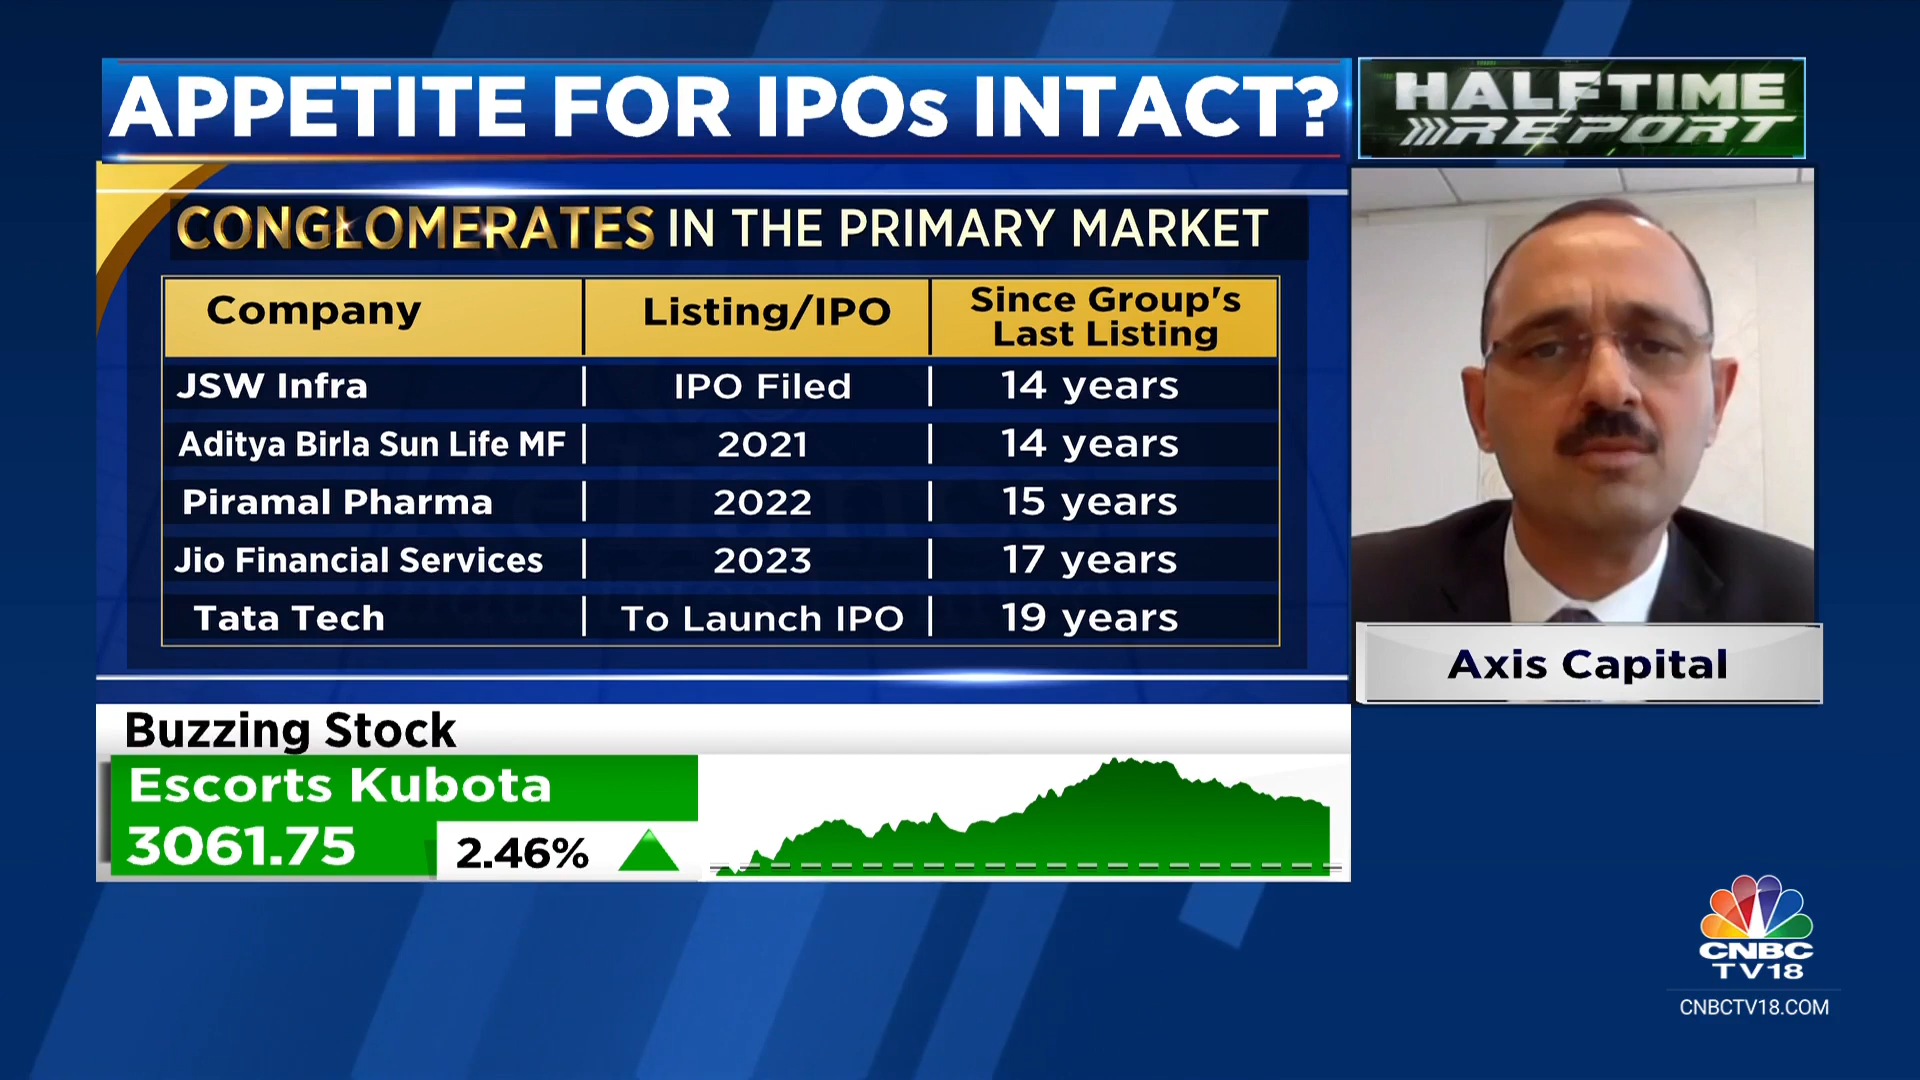 APPETITE FOR IPOs INTACT?
HALFTIME
REPORT
CONGLOMERATES IN THE PRIMARY MARKET
Company Listing/IPO Since Group's Last Listing
JSW Infra IPO Filed 14 years
Aditya Birla Sun Life MF 2021 14 years
Piramal Pharma 2022 15 years
Jio Financial Services 2023 17 years
Tata Tech To Launch IPO 19 years
Axis Capital
Buzzing Stock
Escorts Kubota
3061.75 2.46%
CNBC
TV18
CNBCTV18.COM